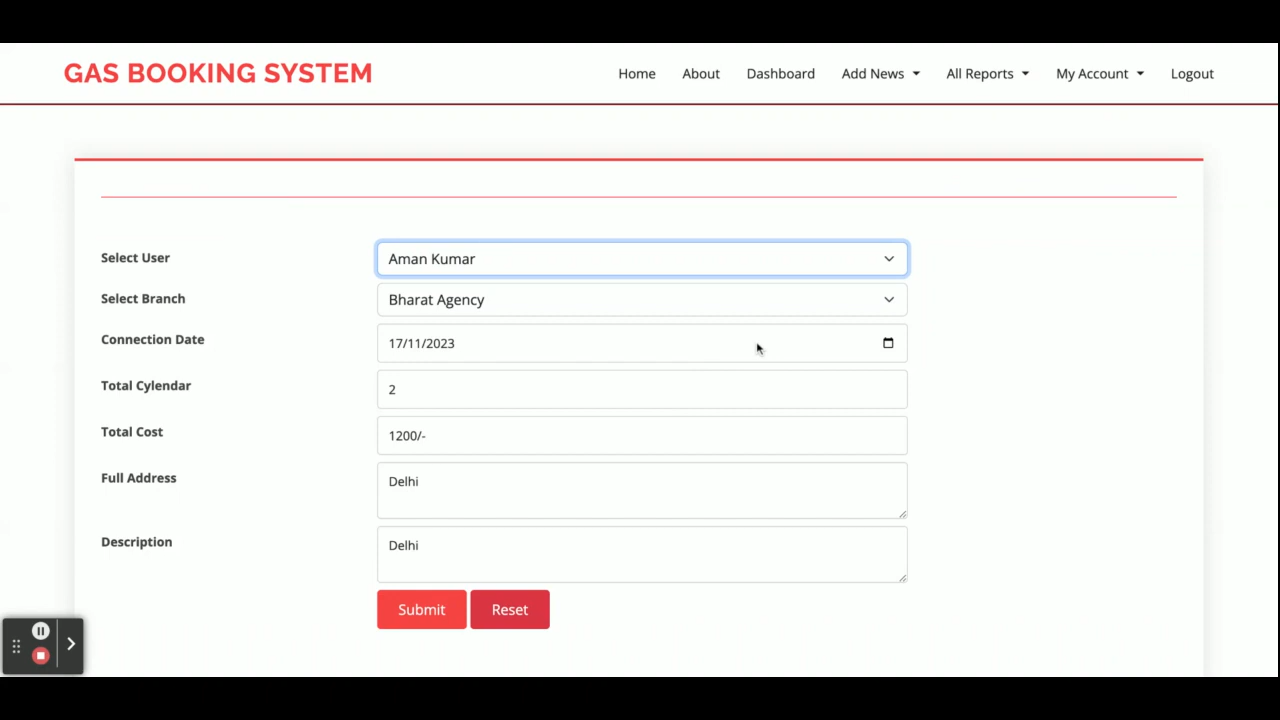 GAS BOOKING SYSTEM
Home About Dashboard Add News All Reports My Account Logout
Select User Aman Kumar
Select Branch Bharat Agency
Connection Date 17/11/2023
Total Cylendar 2
Total Cost 1200/-
Full Address Delhi
Description Delhi
Submit Reset